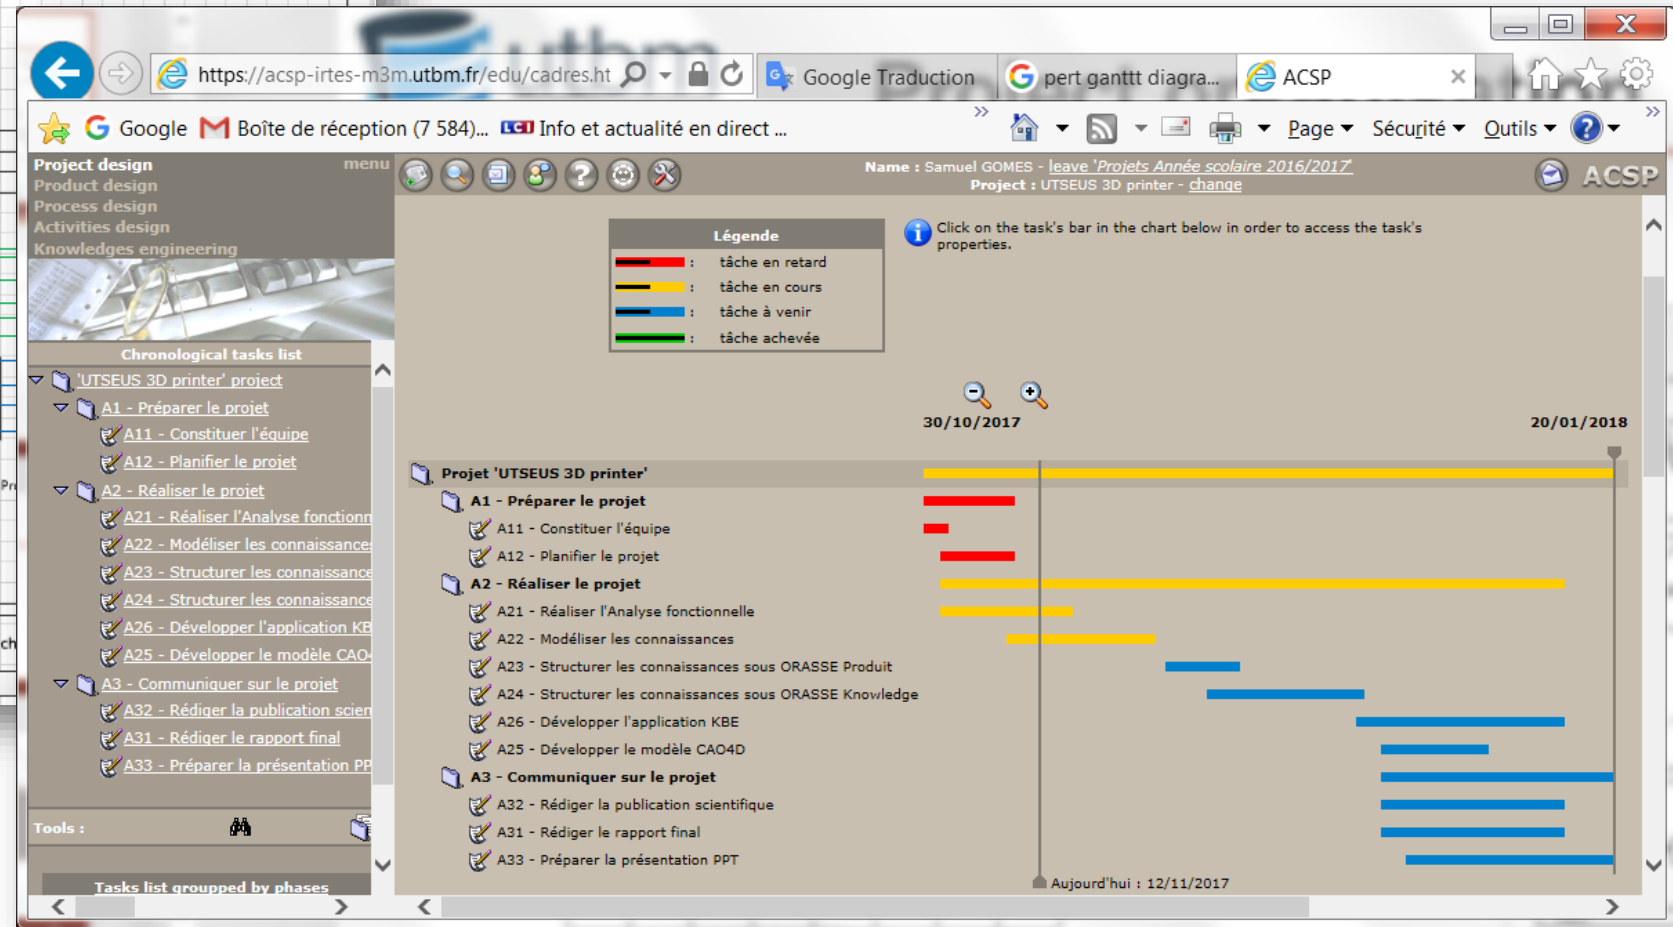 utbm
https://acsp-irtes-m3m.utbm.fr/edu/cadres.ht
Google Traduction
pert ganttt diagra...
ACSP
Google
Boîte de réception (7 584)...
LCI Info et actualité en direct ...
Page
Sécurité
Outils
Project design
menu
Product design
Process design
Activities design
Knowledges engineering
Name : Samuel GOMES - leave 'Projets Année scolaire 2016/2017'
Project : UTSEUS 3D printer - change
ACSP
Légende
: tâche en retard
: tâche en cours
: tâche à venir
: tâche achevée
Click on the task's bar in the chart below in order to access the task's
properties.
Chronological tasks list
'UTSEUS 3D printer' project
A1 - Préparer le projet
A11 - Constituer l'équipe
A12 - Planifier le projet
A2 - Réaliser le projet
A21 - Réaliser l'Analyse fonctionn
A22 - Modéliser les connaissances
A23 - Structurer les connaissance
A24 - Structurer les connaissance
A26 - Développer l'application KB
A25 - Développer le modèle CAO
A3 - Communiquer sur le projet
A32 - Rédiger la publication scien
A31 - Rédiger le rapport final
A33 - Préparer la présentation PP
Tools :
Tasks list groupped by phases
30/10/2017
20/01/2018
Projet 'UTSEUS 3D printer'
A1 - Préparer le projet
A11 - Constituer l'équipe
A12 - Planifier le projet
A2 - Réaliser le projet
A21 - Réaliser l'Analyse fonctionnelle
A22 - Modéliser les connaissances
A23 - Structurer les connaissances sous ORASSE Produit
A24 - Structurer les connaissances sous ORASSE Knowledge
A26 - Développer l'application KBE
A25 - Développer le modèle CAO4D
A3 - Communiquer sur le projet
A32 - Rédiger la publication scientifique
A31 - Rédiger le rapport final
A33 - Préparer la présentation PPT
Aujourd'hui : 12/11/2017